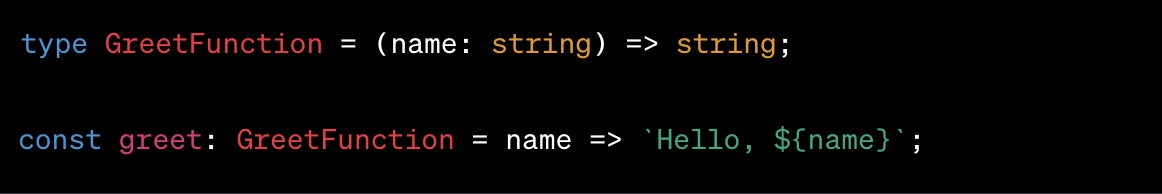 type GreetFunction = (name: string) => string;
const greet: GreetFunction = name => `Hello, ${name}`;